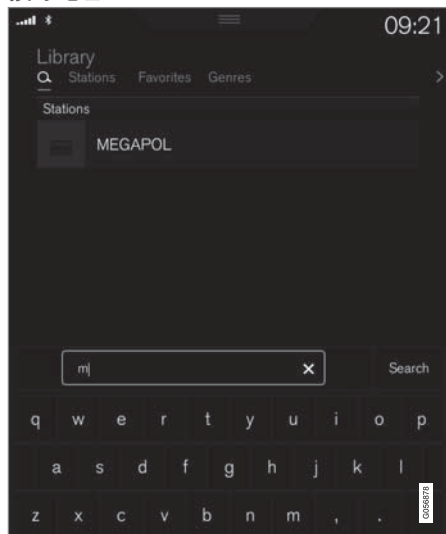 09:21
Library
Stations Favorites Genres >
Stations
MEGAPOL
m
× Search
q w e r t y u i o p
a s d f g h j k l
z x c v b n m , .
G056878